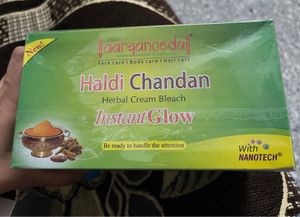 New!
aaryanoeda
Face care | Body care | Hair care
Haldi Chandan
Herbal Cream Bleach
Instant Glow
Be ready to handle the attention
With
NANOTECH®